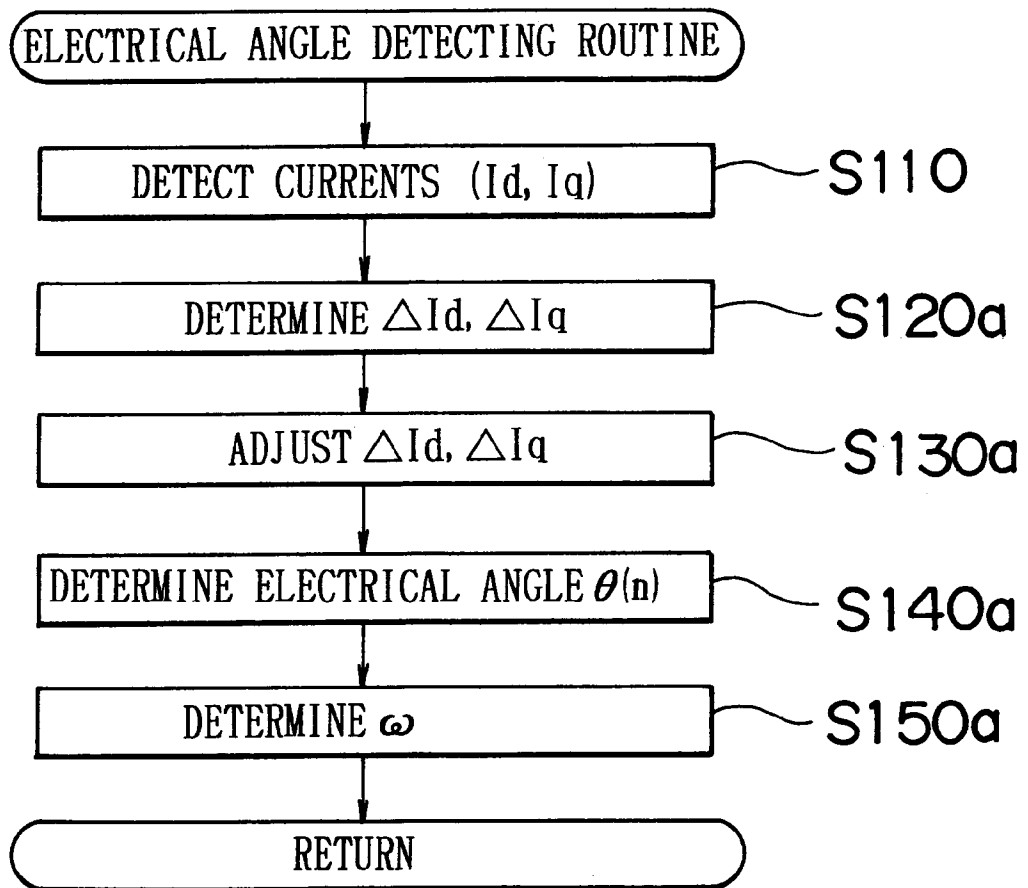 ELECTRICAL ANGLE DETECTING ROUTINE
DETECT CURRENTS (Id, Iq)
S110
DETERMINE △Id, △Iq
S120a
ADJUST △Id, △Iq
S130a
DETERMINE ELECTRICAL ANGLE θ(n)
S140a
DETERMINE ω
S150a
RETURN